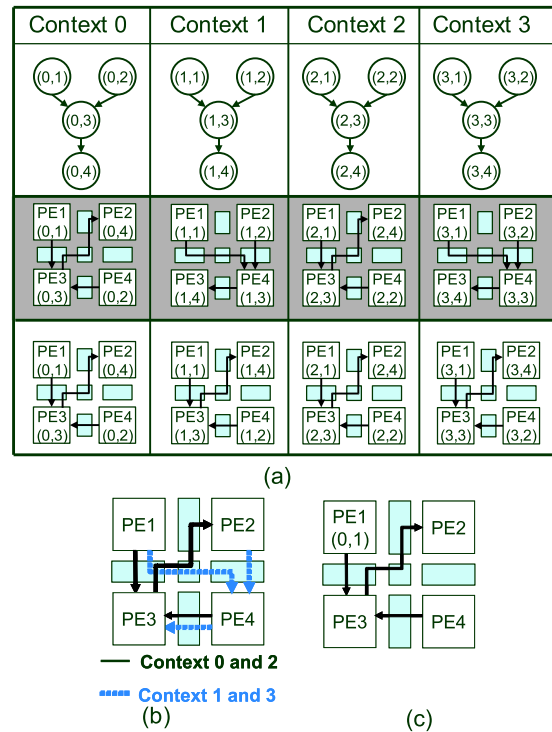 Context 0 Context 1 Context 2 Context 3
(0,1) (0,2) (1,1) (1,2) (2,1) (2,2) (3,1) (3,2)
(0,3) (1,3) (2,3) (3,3)
(0,4) (1,4) (2,4) (3,4)
PE1 PE2 PE1 PE2 PE1 PE2 PE1 PE2
(0,1) (0,4) (1,1) (1,2) (2,1) (2,4) (3,1) (3,2)
PE3 PE4 PE3 PE4 PE3 PE4 PE3 PE4
(0,3) (0,2) (1,4) (1,3) (2,3) (2,2) (3,4) (3,3)
PE1 PE2 PE1 PE2 PE1 PE2 PE1 PE2
(0,1) (0,4) (1,1) (1,4) (2,1) (2,4) (3,1) (3,4)
PE3 PE4 PE3 PE4 PE3 PE4 PE3 PE4
(0,3) (0,2) (1,3) (1,2) (2,3) (2,2) (3,3) (3,2)
(a)
PE1 PE2
PE3 PE4
Context 0 and 2
Context 1 and 3
(b)
PE1 PE2
(0,1)
PE3 PE4
(c)